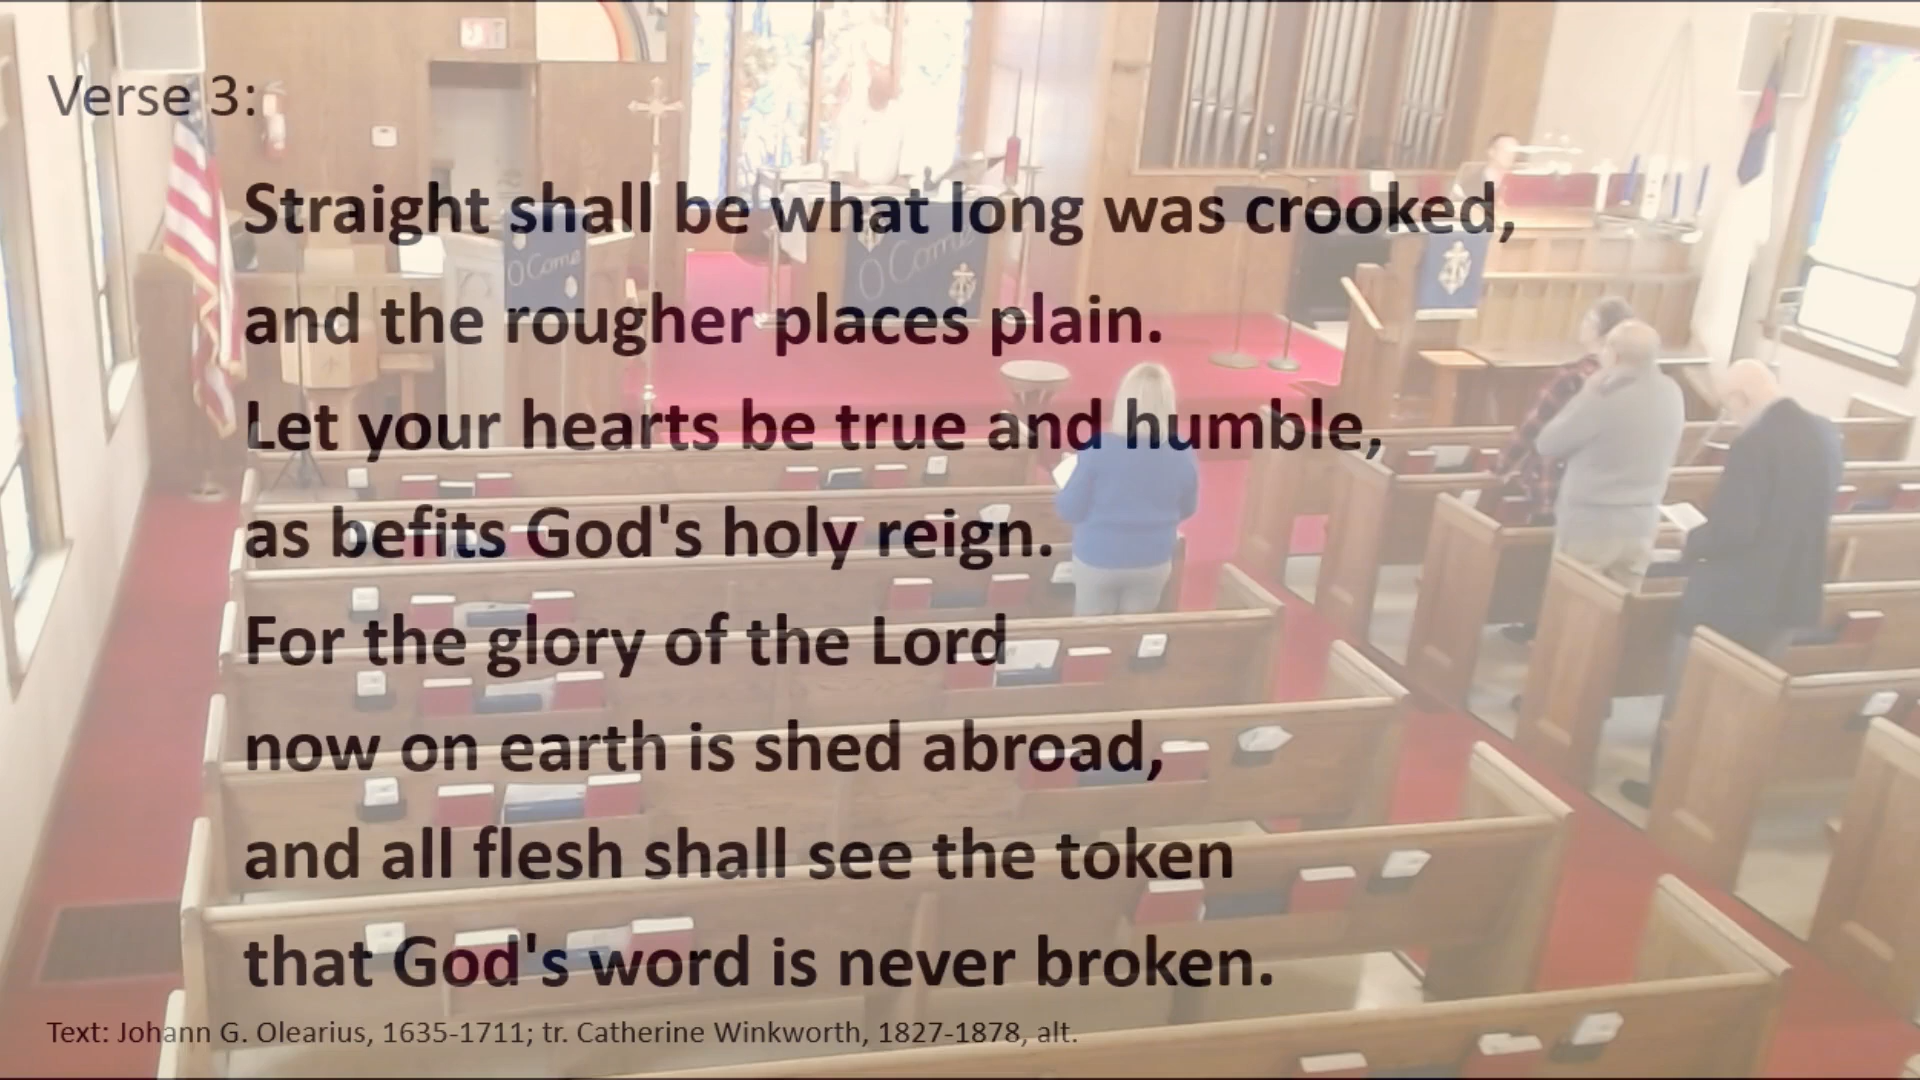 Verse 3:
Straight shall be what long was crooked,
and the rougher places plain.
Let your hearts be true and humble,
as befits God's holy reign.
For the glory of the Lord
now on earth is shed abroad,
and all flesh shall see the token
that God's word is never broken.
Text: Johann G. Olearius, 1635-1711; tr. Catherine Winkworth, 1827-1878, alt.
O Come
O Come